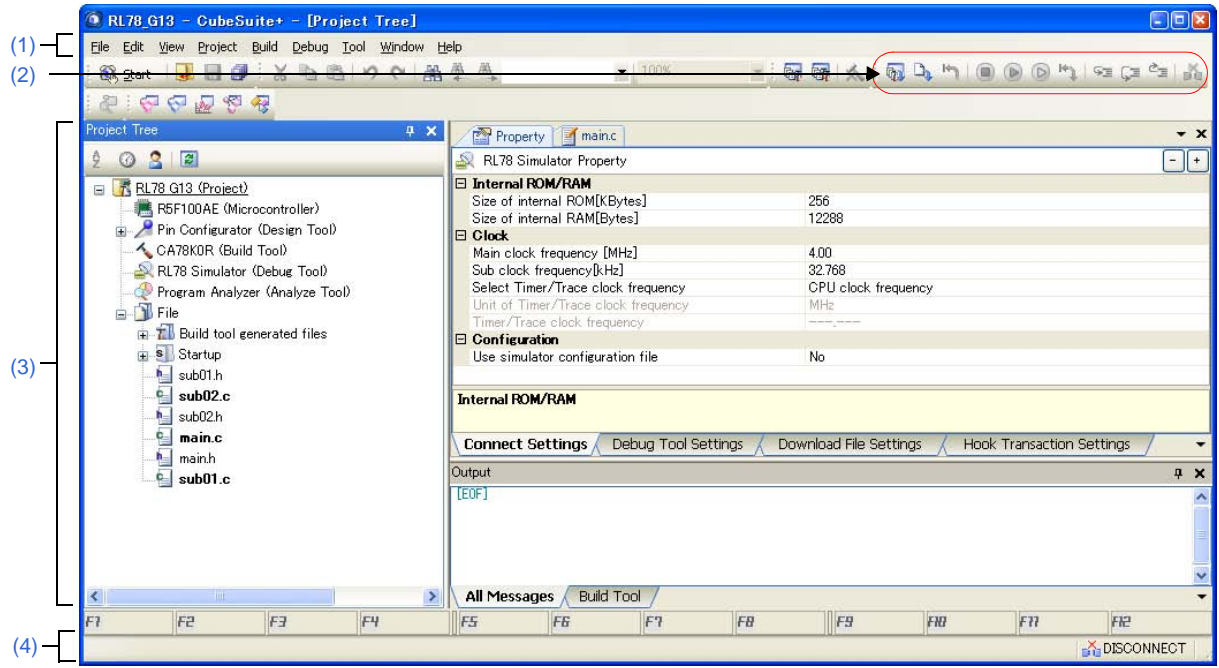 RL78_G13 - CubeSuite+ - [Project Tree]
(1)
File Edit View Project Build Debug Tool Window Help
(2)
Start 100%
Project Tree
RL78 G13 (Project)
R5F100AE (Microcontroller)
Pin Configurator (Design Tool)
CA78K0R (Build Tool)
RL78 Simulator (Debug Tool)
Program Analyzer (Analyze Tool)
File
Build tool generated files
Startup
sub01.h
sub02.c
sub02.h
main.c
main.h
sub01.c
(3)
Property main.c
RL78 Simulator Property
Internal ROM/RAM
Size of internal ROM[KBytes] 256
Size of internal RAM[Bytes] 12288
Clock
Main clock frequency [MHz] 4.00
Sub clock frequency[kHz] 32.768
Select Timer/Trace clock frequency CPU clock frequency
Unit of Timer/Trace clock frequency MHz
Timer/Trace clock frequency ---.---
Configuration
Use simulator configuration file No
Internal ROM/RAM
Connect Settings Debug Tool Settings Download File Settings Hook Transaction Settings
Output
[EOF]
All Messages Build Tool
F1 F2 F3 F4 F5 F6 F7 F8 F9 F10 F11 F12
(4)
DISCONNECT